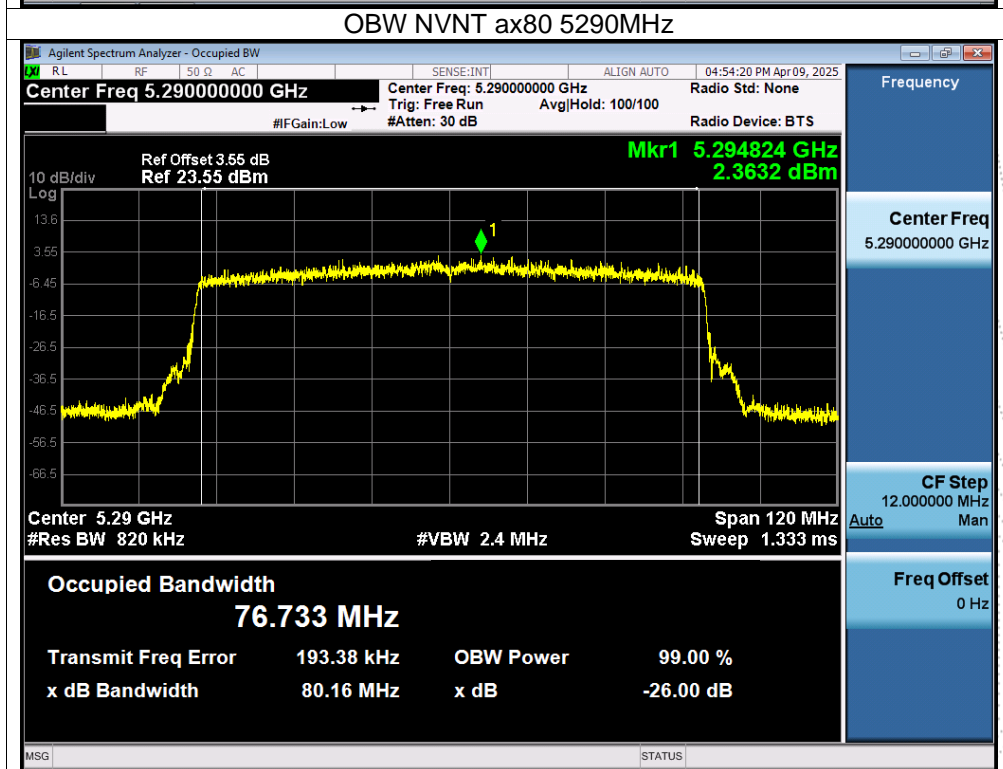 OBW NVNT ax80 5290MHz
Agilent Spectrum Analyzer - Occupied BW
LXI RL RF 50 Ω AC SENSE:INT ALIGN AUTO 04:54:20 PM Apr 09, 2025
Center Freq 5.290000000 GHz
Center Freq: 5.290000000 GHz Radio Std: None
Trig: Free Run Avg|Hold: 100/100
#IFGain:Low #Atten: 30 dB Radio Device: BTS
Mkr1 5.294824 GHz
2.3632 dBm
Ref Offset 3.55 dB
10 dB/div Ref 23.55 dBm
Log
13.6
1
3.55
-6.45
-16.5
-26.5
-36.5
-46.5
-56.5
-66.5
Center 5.29 GHz Span 120 MHz
#Res BW 820 kHz #VBW 2.4 MHz Sweep 1.333 ms
Occupied Bandwidth
76.733 MHz
Transmit Freq Error 193.38 kHz OBW Power 99.00 %
x dB Bandwidth 80.16 MHz x dB -26.00 dB
MSG STATUS
Frequency
Center Freq
5.290000000 GHz
CF Step
12.000000 MHz
Auto Man
Freq Offset
0 Hz